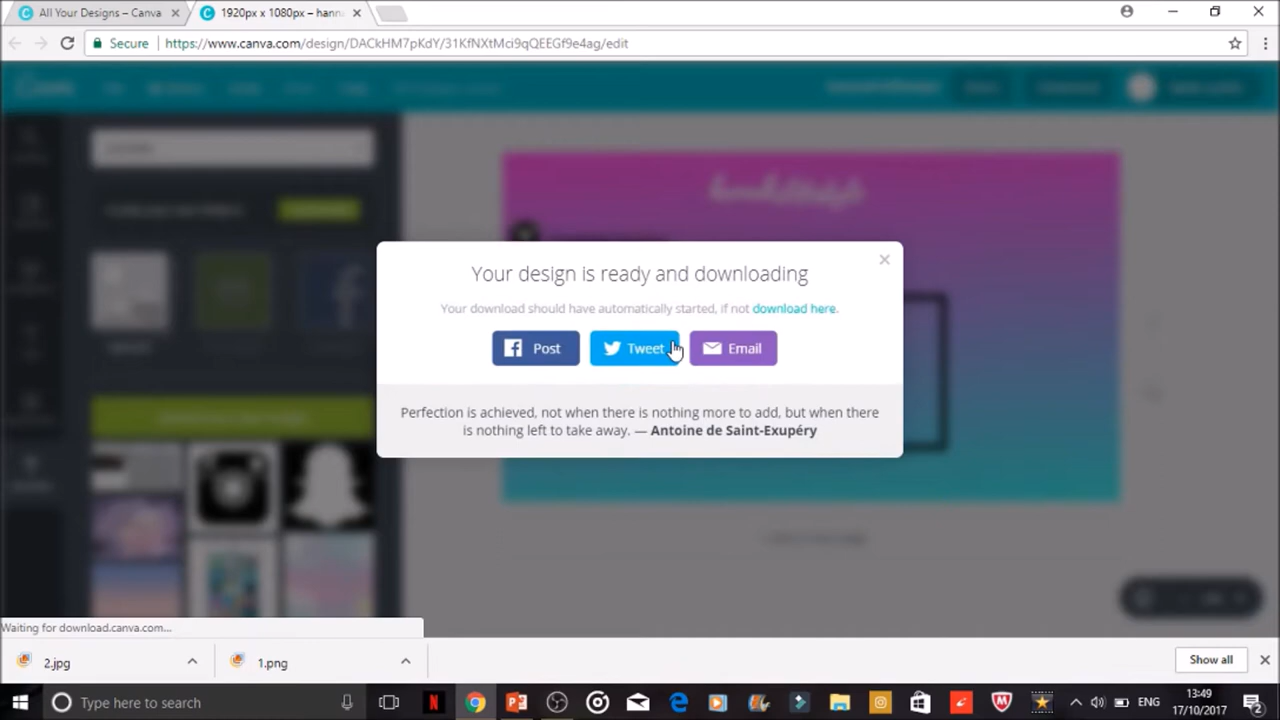 All Your Designs – Canva
1920px x 1080px – hann
Secure https://www.canva.com/design/DACkHM7pKdY/31KfNXtMci9qQEEGf9e4ag/edit
Your design is ready and downloading
Your download should have automatically started, if not download here.
Post Tweet Email
Perfection is achieved, not when there is nothing more to add, but when there
is nothing left to take away. — Antoine de Saint-Exupéry
Waiting for download.canva.com...
2.jpg 1.png Show all
Type here to search
ENG 13:49
17/10/2017 2